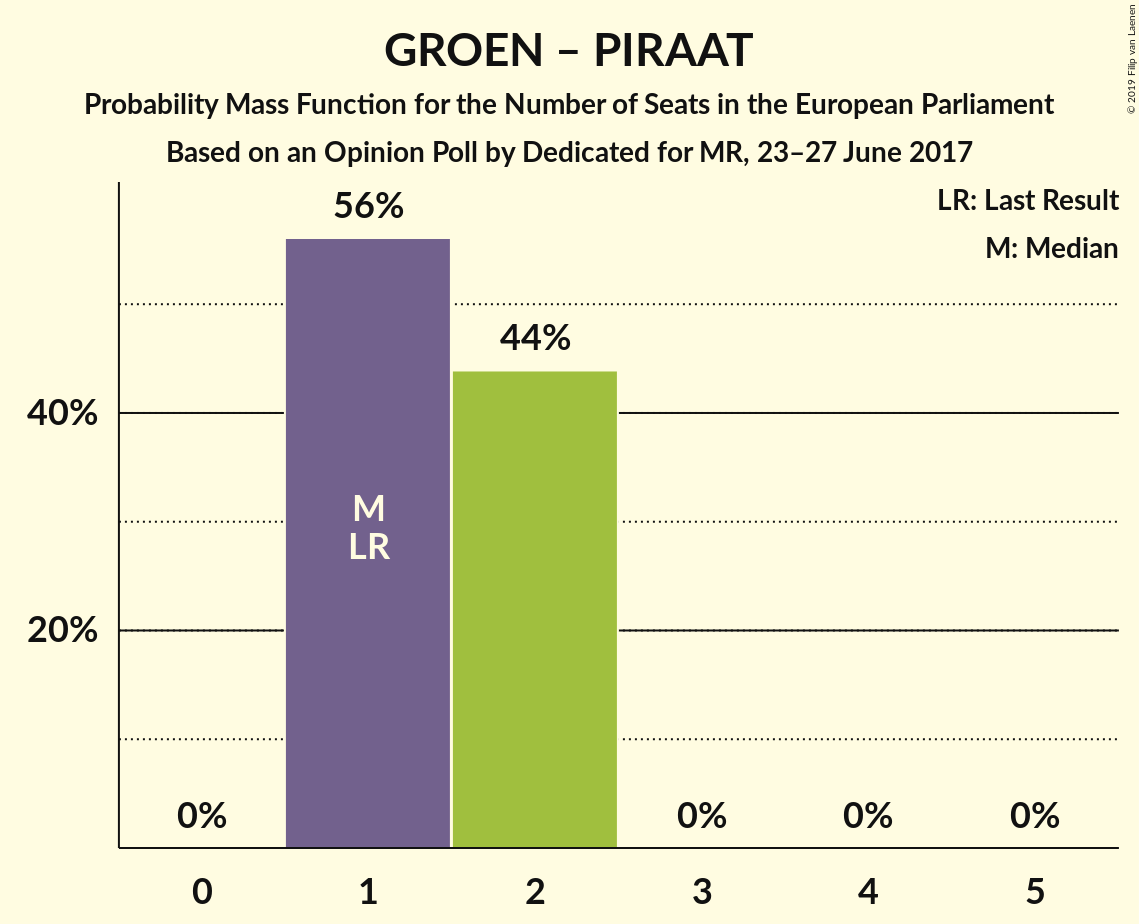 GROEN – PIRAAT
Probability Mass Function for the Number of Seats in the European Parliament
Based on an Opinion Poll by Dedicated for MR, 23–27 June 2017
© 2019 Filip van Laenen
LR: Last Result
M: Median
56%
44%
40%
20%
M
LR
0%
0%
0%
0%
0
1
2
3
4
5